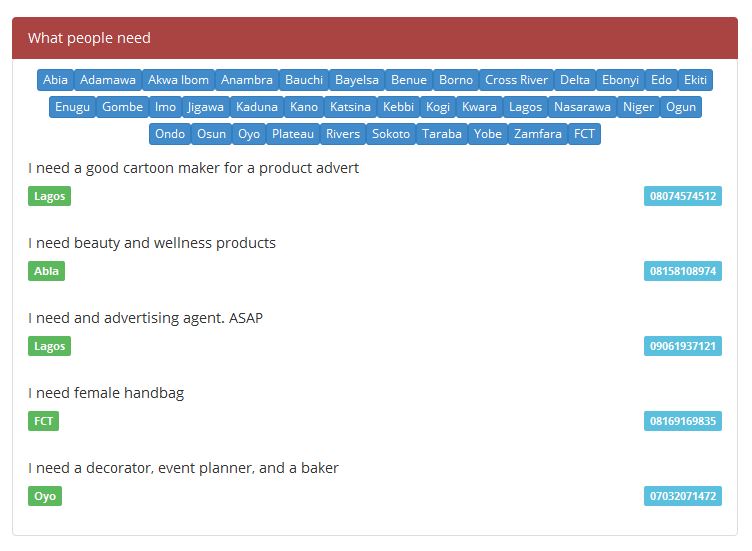 What people need
Abia Adamawa Akwa Ibom Anambra Bauchi Bayelsa Benue Borno Cross River Delta Ebonyi Edo Ekiti
Enugu Gombe Imo Jigawa Kaduna Kano Katsina Kebbi Kogi Kwara Lagos Nasarawa Niger Ogun
Ondo Osun Oyo Plateau Rivers Sokoto Taraba Yobe Zamfara FCT
I need a good cartoon maker for a product advert
Lagos 08074574512
I need beauty and wellness products
Abia 08158108974
I need and advertising agent. ASAP
Lagos 09061937121
I need female handbag
FCT 08169169835
I need a decorator, event planner, and a baker
Oyo 07032071472